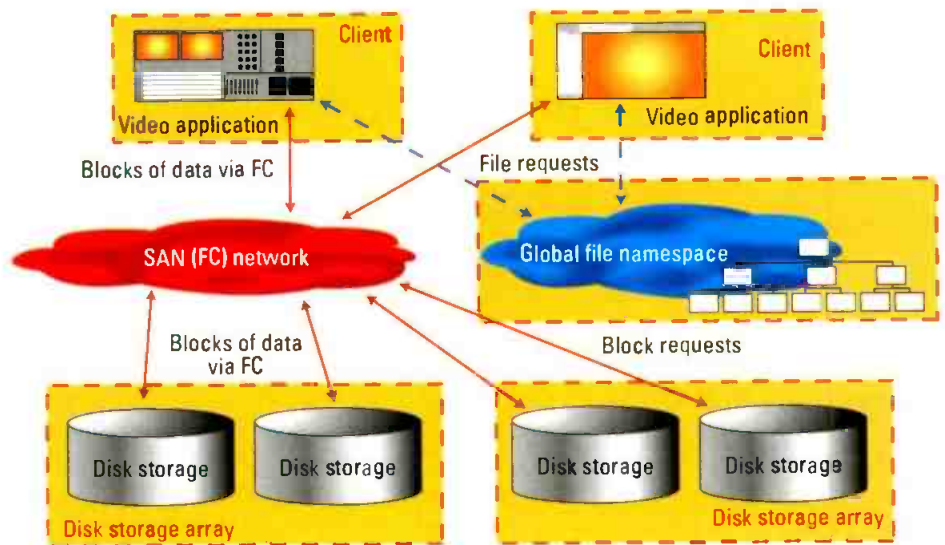 Client
Client
Video application
Video application
Blocks of data via FC
File requests
SAN (FC) network
Global file namespace
Blocks of data
via FC
Block requests
Disk storage
Disk storage
Disk storage
Disk storage
Disk storage array
Disk storage array